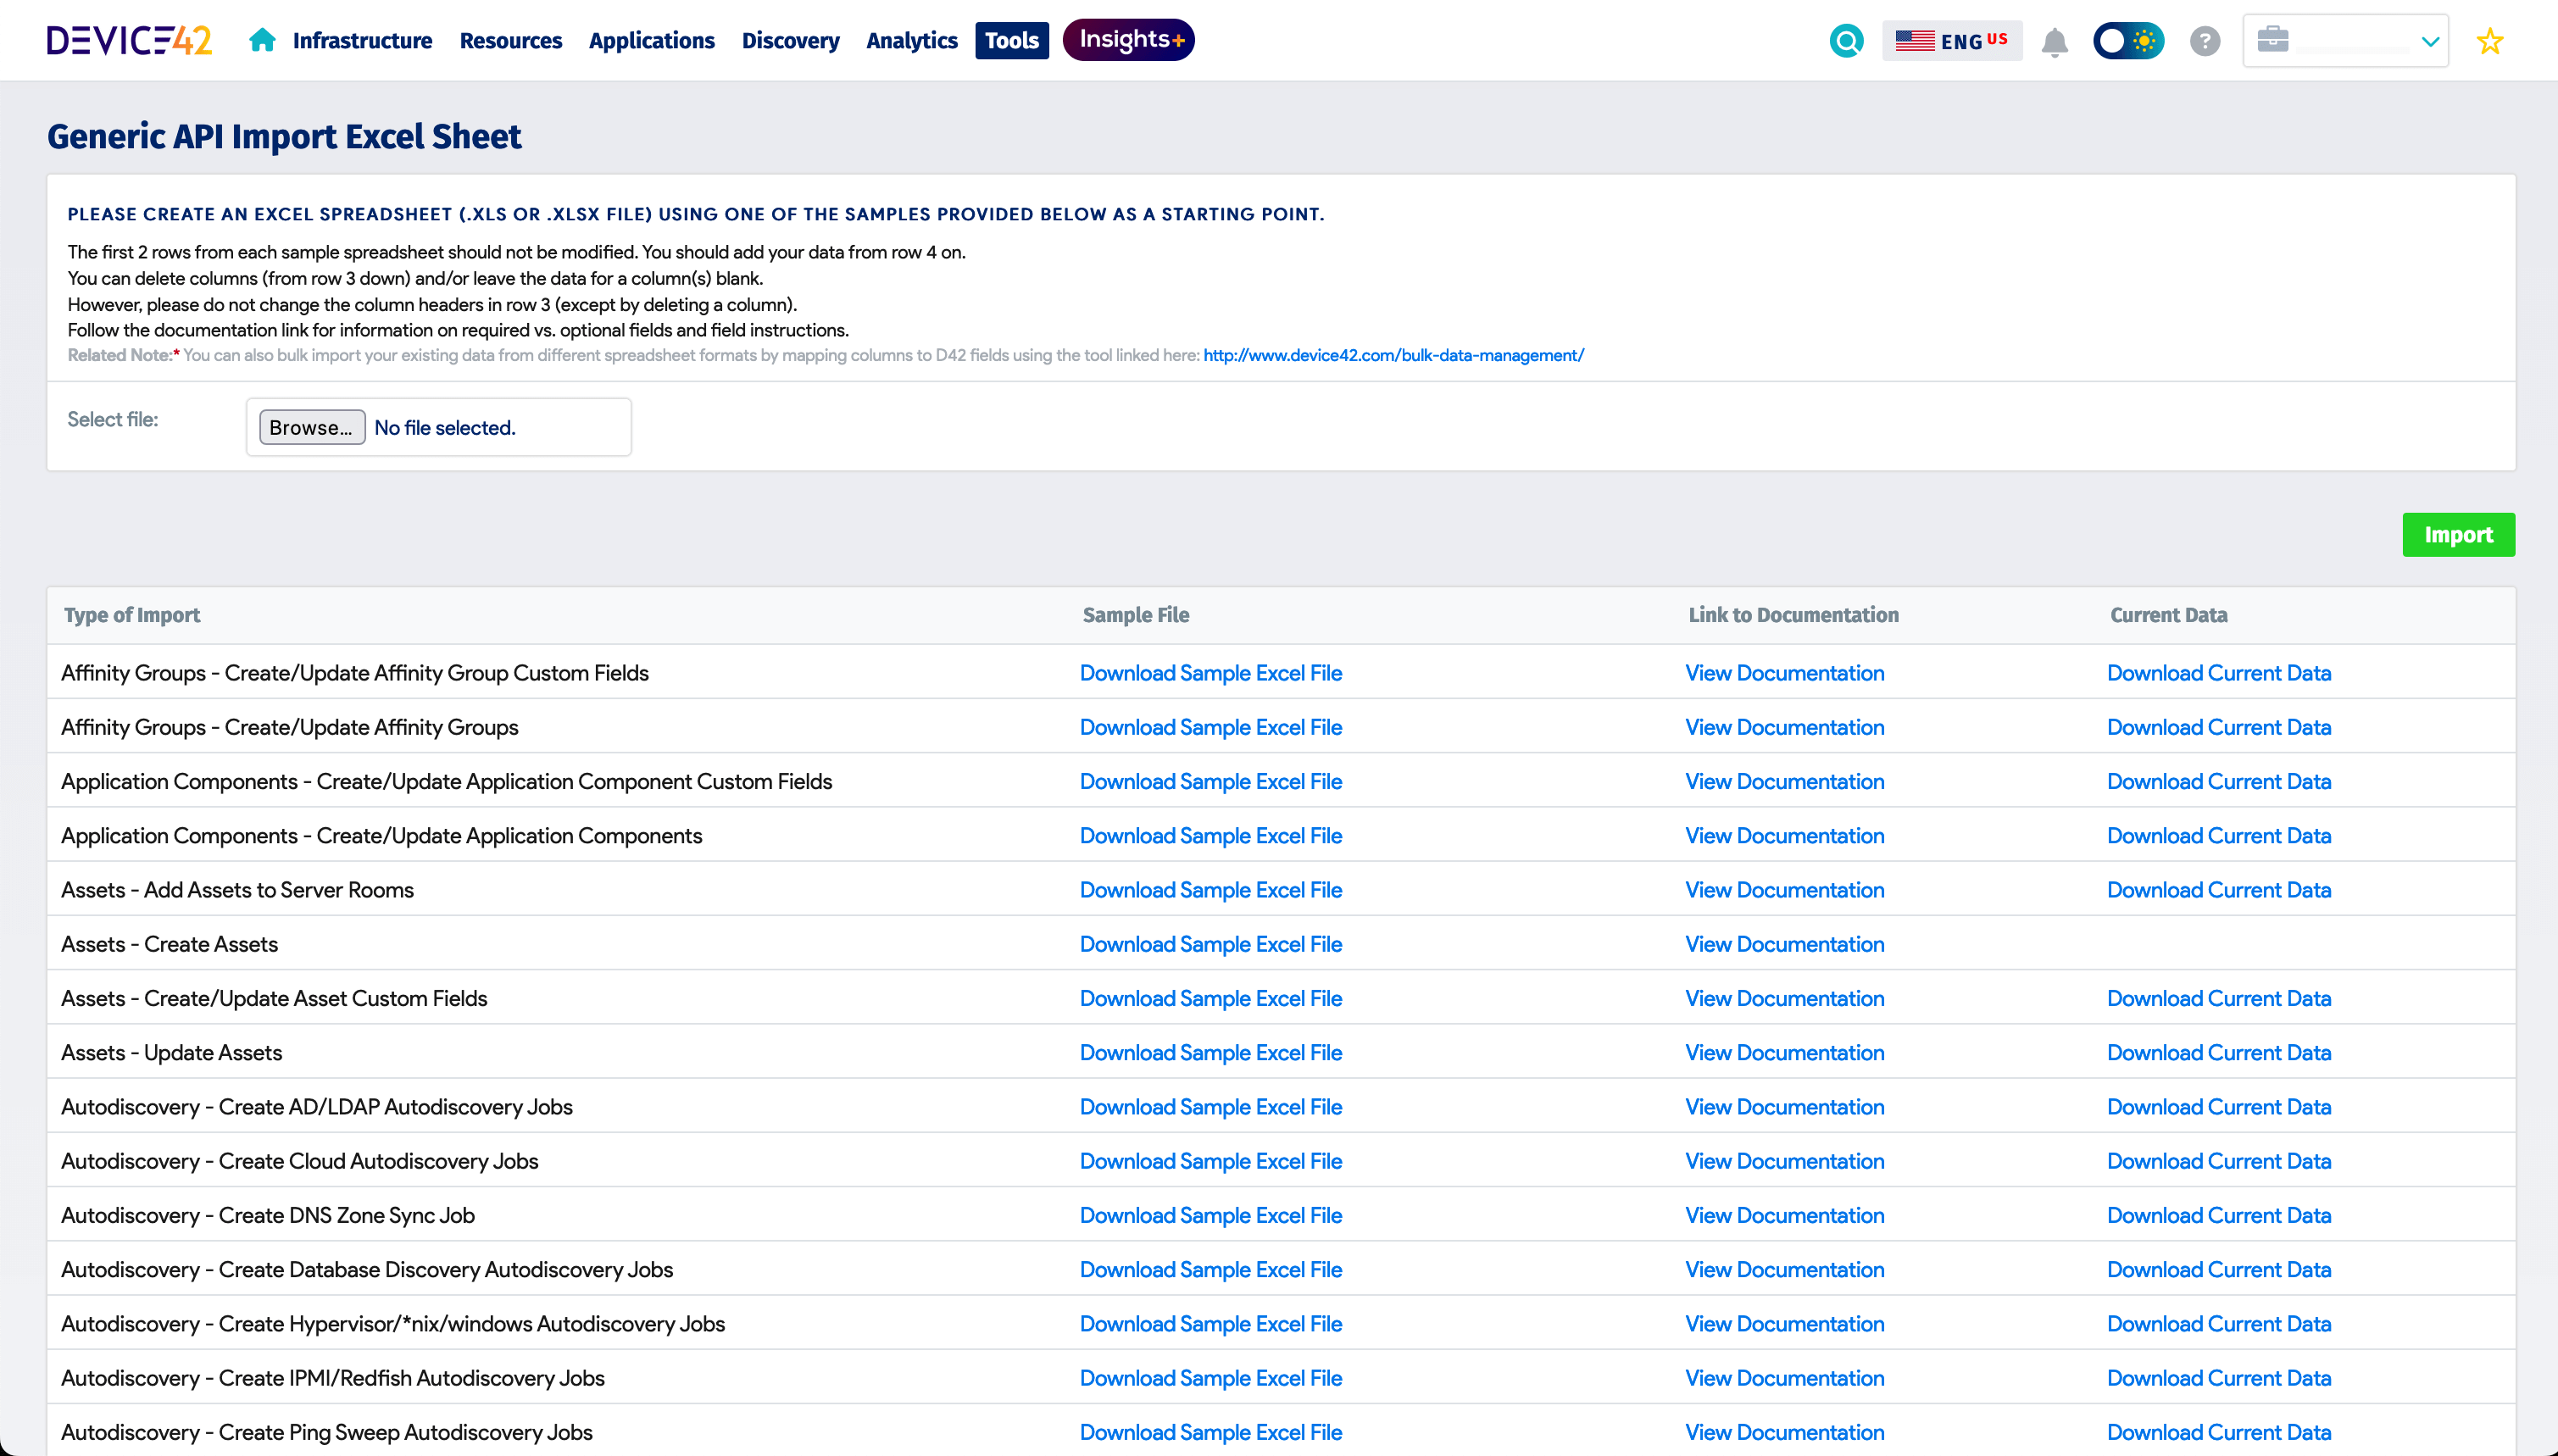 DEVICE42 Infrastructure Resources Applications Discovery Analytics Tools Insights+ ENG US ?
Generic API Import Excel Sheet
PLEASE CREATE AN EXCEL SPREADSHEET (.XLS OR .XLSX FILE) USING ONE OF THE SAMPLES PROVIDED BELOW AS A STARTING POINT.
The first 2 rows from each sample spreadsheet should not be modified. You should add your data from row 4 on.
You can delete columns (from row 3 down) and/or leave the data for a column(s) blank.
However, please do not change the column headers in row 3 (except by deleting a column).
Follow the documentation link for information on required vs. optional fields and field instructions.
Related Note:* You can also bulk import your existing data from different spreadsheet formats by mapping columns to D42 fields using the tool linked here: http://www.device42.com/bulk-data-management/
Select file: Browse... No file selected.
Import
Type of Import Sample File Link to Documentation Current Data
Affinity Groups - Create/Update Affinity Group Custom Fields Download Sample Excel File View Documentation Download Current Data
Affinity Groups - Create/Update Affinity Groups Download Sample Excel File View Documentation Download Current Data
Application Components - Create/Update Application Component Custom Fields Download Sample Excel File View Documentation Download Current Data
Application Components - Create/Update Application Components Download Sample Excel File View Documentation Download Current Data
Assets - Add Assets to Server Rooms Download Sample Excel File View Documentation Download Current Data
Assets - Create Assets Download Sample Excel File View Documentation
Assets - Create/Update Asset Custom Fields Download Sample Excel File View Documentation Download Current Data
Assets - Update Assets Download Sample Excel File View Documentation Download Current Data
Autodiscovery - Create AD/LDAP Autodiscovery Jobs Download Sample Excel File View Documentation Download Current Data
Autodiscovery - Create Cloud Autodiscovery Jobs Download Sample Excel File View Documentation Download Current Data
Autodiscovery - Create DNS Zone Sync Job Download Sample Excel File View Documentation Download Current Data
Autodiscovery - Create Database Discovery Autodiscovery Jobs Download Sample Excel File View Documentation Download Current Data
Autodiscovery - Create Hypervisor/*nix/windows Autodiscovery Jobs Download Sample Excel File View Documentation Download Current Data
Autodiscovery - Create IPMI/Redfish Autodiscovery Jobs Download Sample Excel File View Documentation Download Current Data
Autodiscovery - Create Ping Sweep Autodiscovery Jobs Download Sample Excel File View Documentation Download Current Data